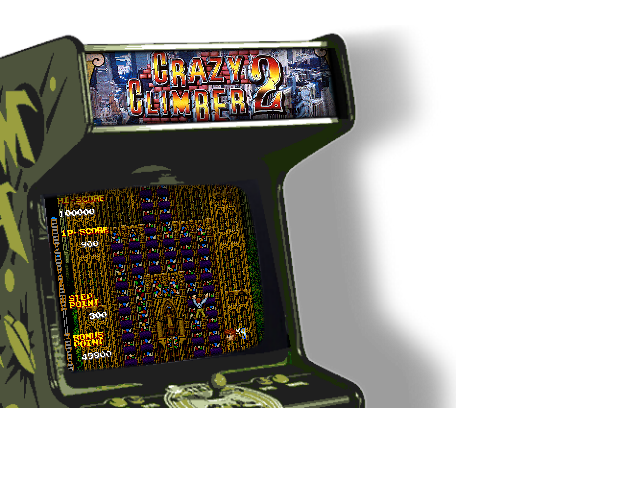 CRAZY
CLIMBER 2
HI-SCORE
100000
1P-SCORE
900
STEP
POINT
300
BONUS
POINT
49900